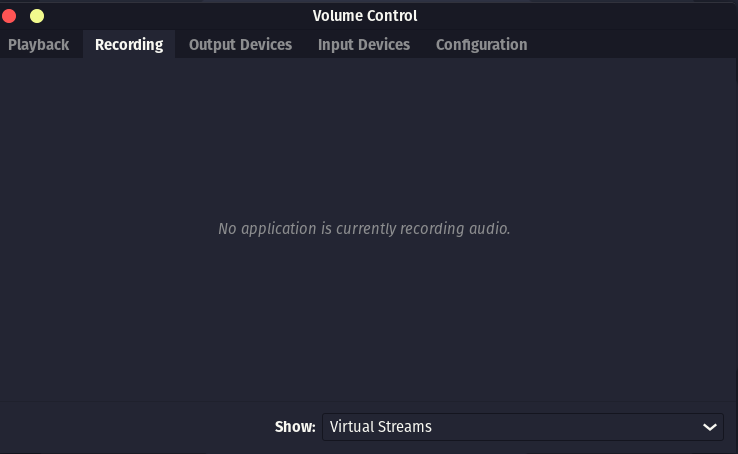 Volume Control
Playback Recording Output Devices Input Devices Configuration
No application is currently recording audio.
Show: Virtual Streams